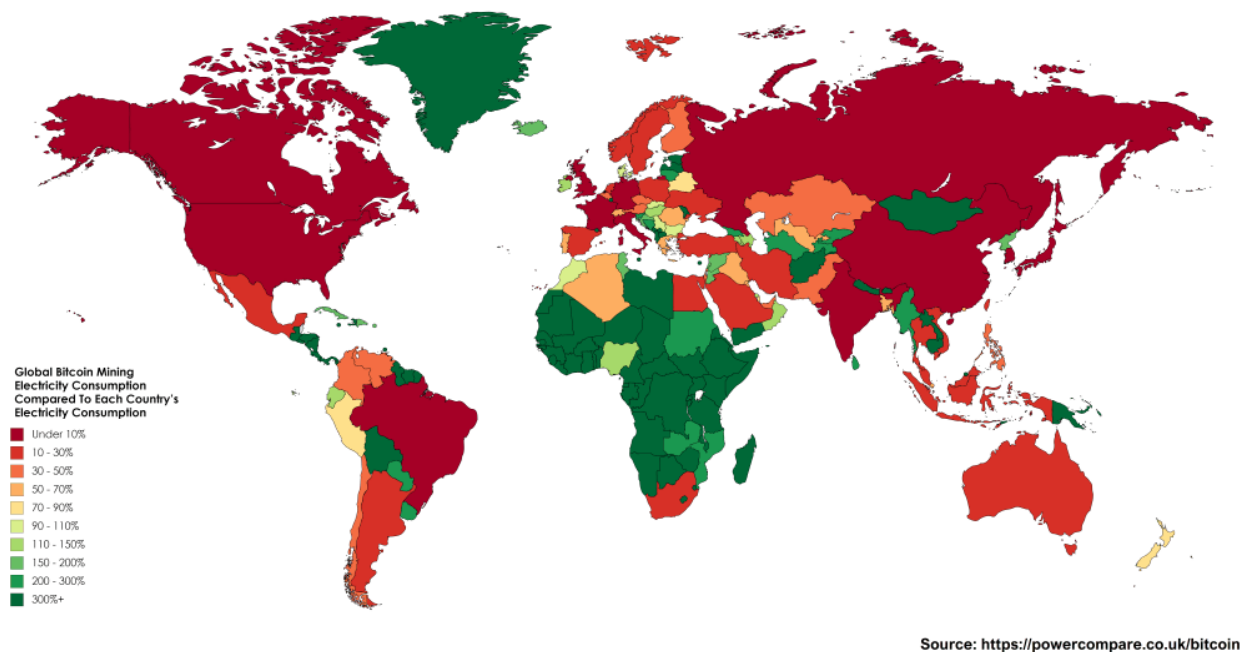 Global Bitcoin Mining
Electricity Consumption
Compared To Each Country's
Electricity Consumption
Under 10%
10 - 30%
30 - 50%
50 - 70%
70 - 90%
90 - 110%
110 - 150%
150 - 200%
200 - 300%
300%+
Source: https://powercompare.co.uk/bitcoin